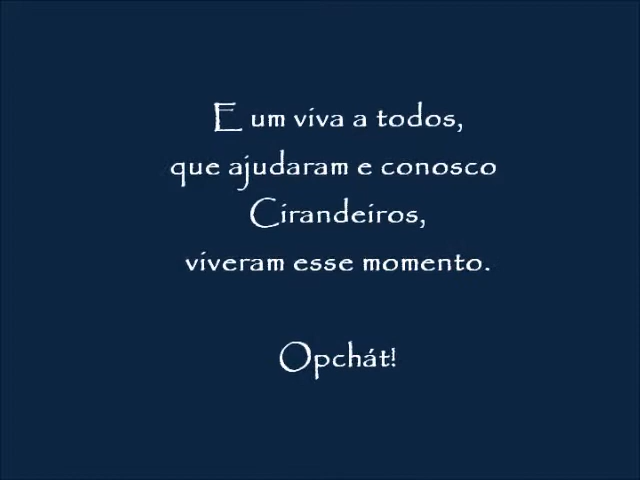 E um viva a todos,
que ajudaram e conosco
Cirandeiros,
viveram esse momento.
Opchát!